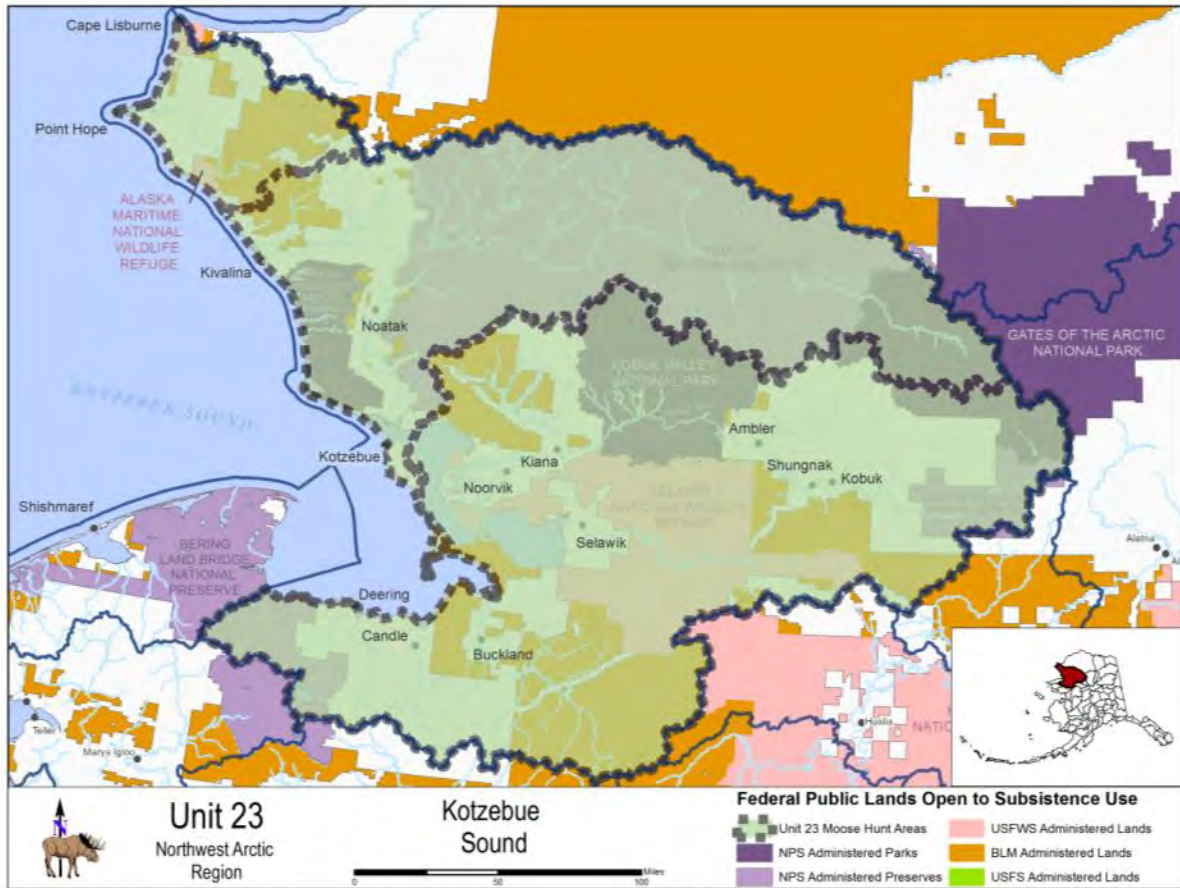 Cape Lisburne
Point Hope
ALASKA
MARITIME
NATIONAL
WILDLIFE
REFUGE
Kivalina
Noatak
GATES OF THE ARCTIC
NATIONAL PARK
KOBUK VALLEY
NATIONAL PARK
KOTZEBUE SOUND
Kotzebue
Ambler
Kiana
Shungnak
Noorvik
Kobuk
Shishmaref
Selawik
BERING
LAND BRIDGE
NATIONAL
PRESERVE
Alatna
Deering
Candle
Buckland
Huslia
Teller
Marys Igloo
N
Unit 23
Northwest Arctic
Region
Kotzebue
Sound
Miles
0 50 100
Federal Public Lands Open to Subsistence Use
Unit 23 Moose Hunt Areas
NPS Administered Parks
NPS Administered Preserves
USFWS Administered Lands
BLM Administered Lands
USFS Administered Lands